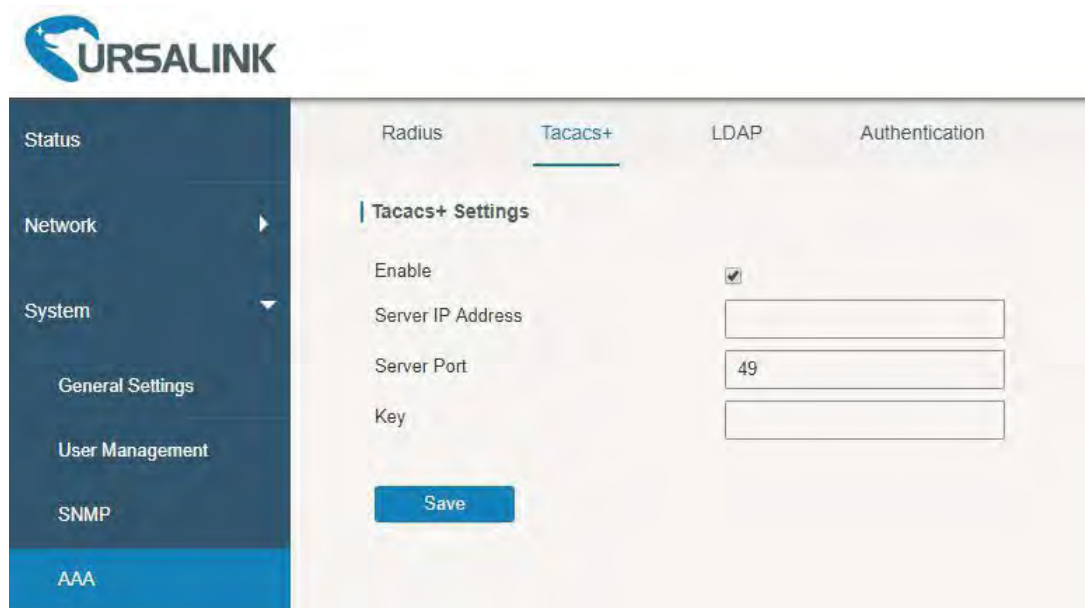 URSALINK
Status
Network
System
General Settings
User Management
SNMP
AAA
Radius Tacacs+ LDAP Authentication
Tacacs+ Settings
Enable
Server IP Address
Server Port 49
Key
Save